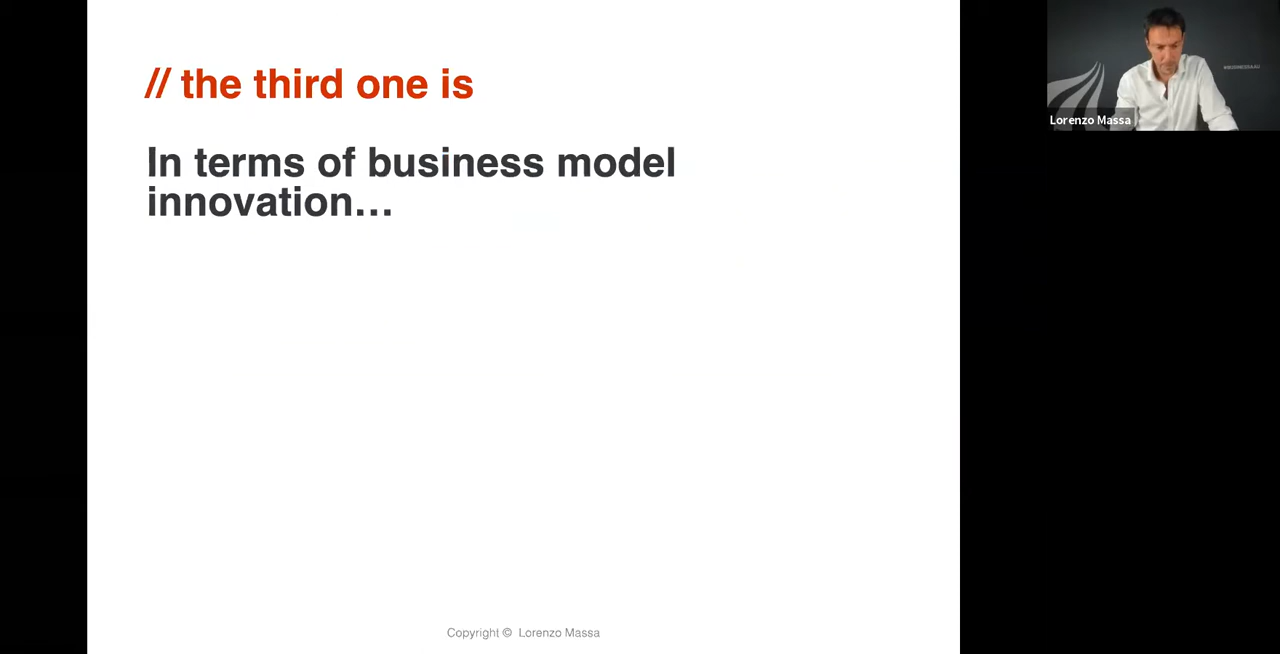 // the third one is
In terms of business model
innovation...
Lorenzo Massa
Copyright © Lorenzo Massa